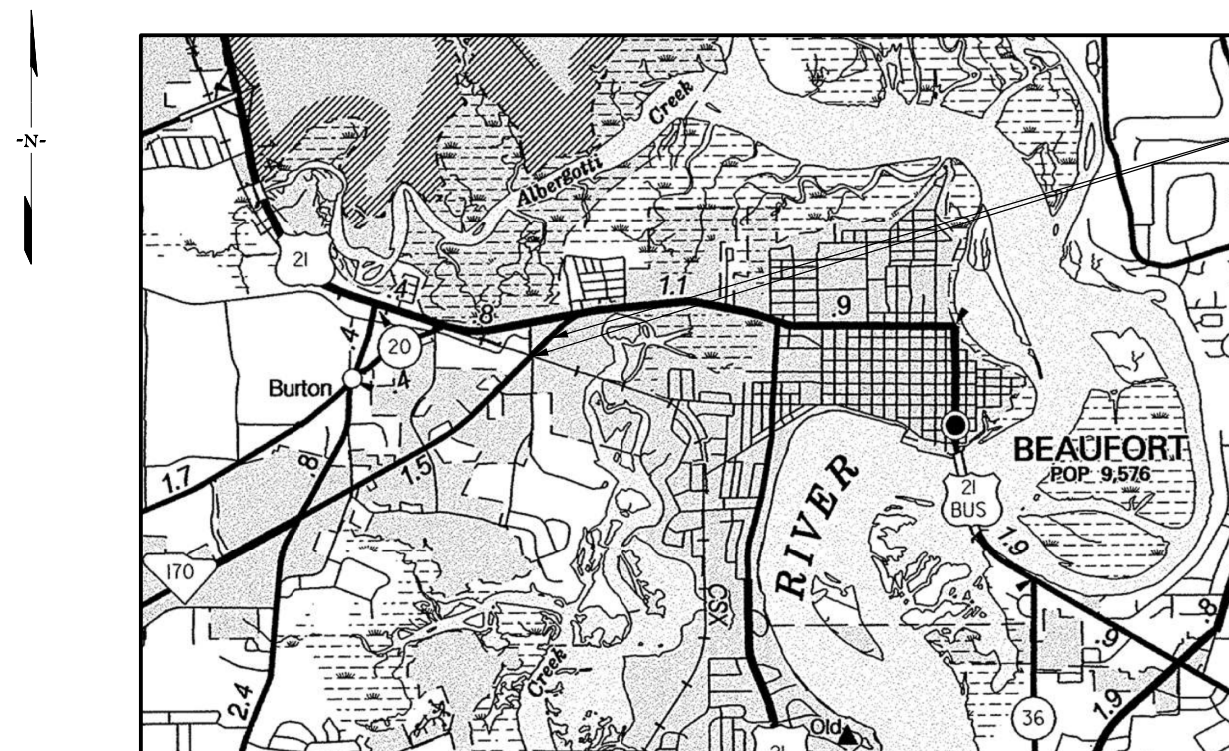 -N-
Creek
Albergotti
21
.4
.8
1.1
.9
.4
20
.4
Burton
1.7
.8
1.5
BEAUFORT
POP 9,576
RIVER
21
BUS
1.9
170
CSX
.9
.8
Creek
2.4
36
1.9
Old
21